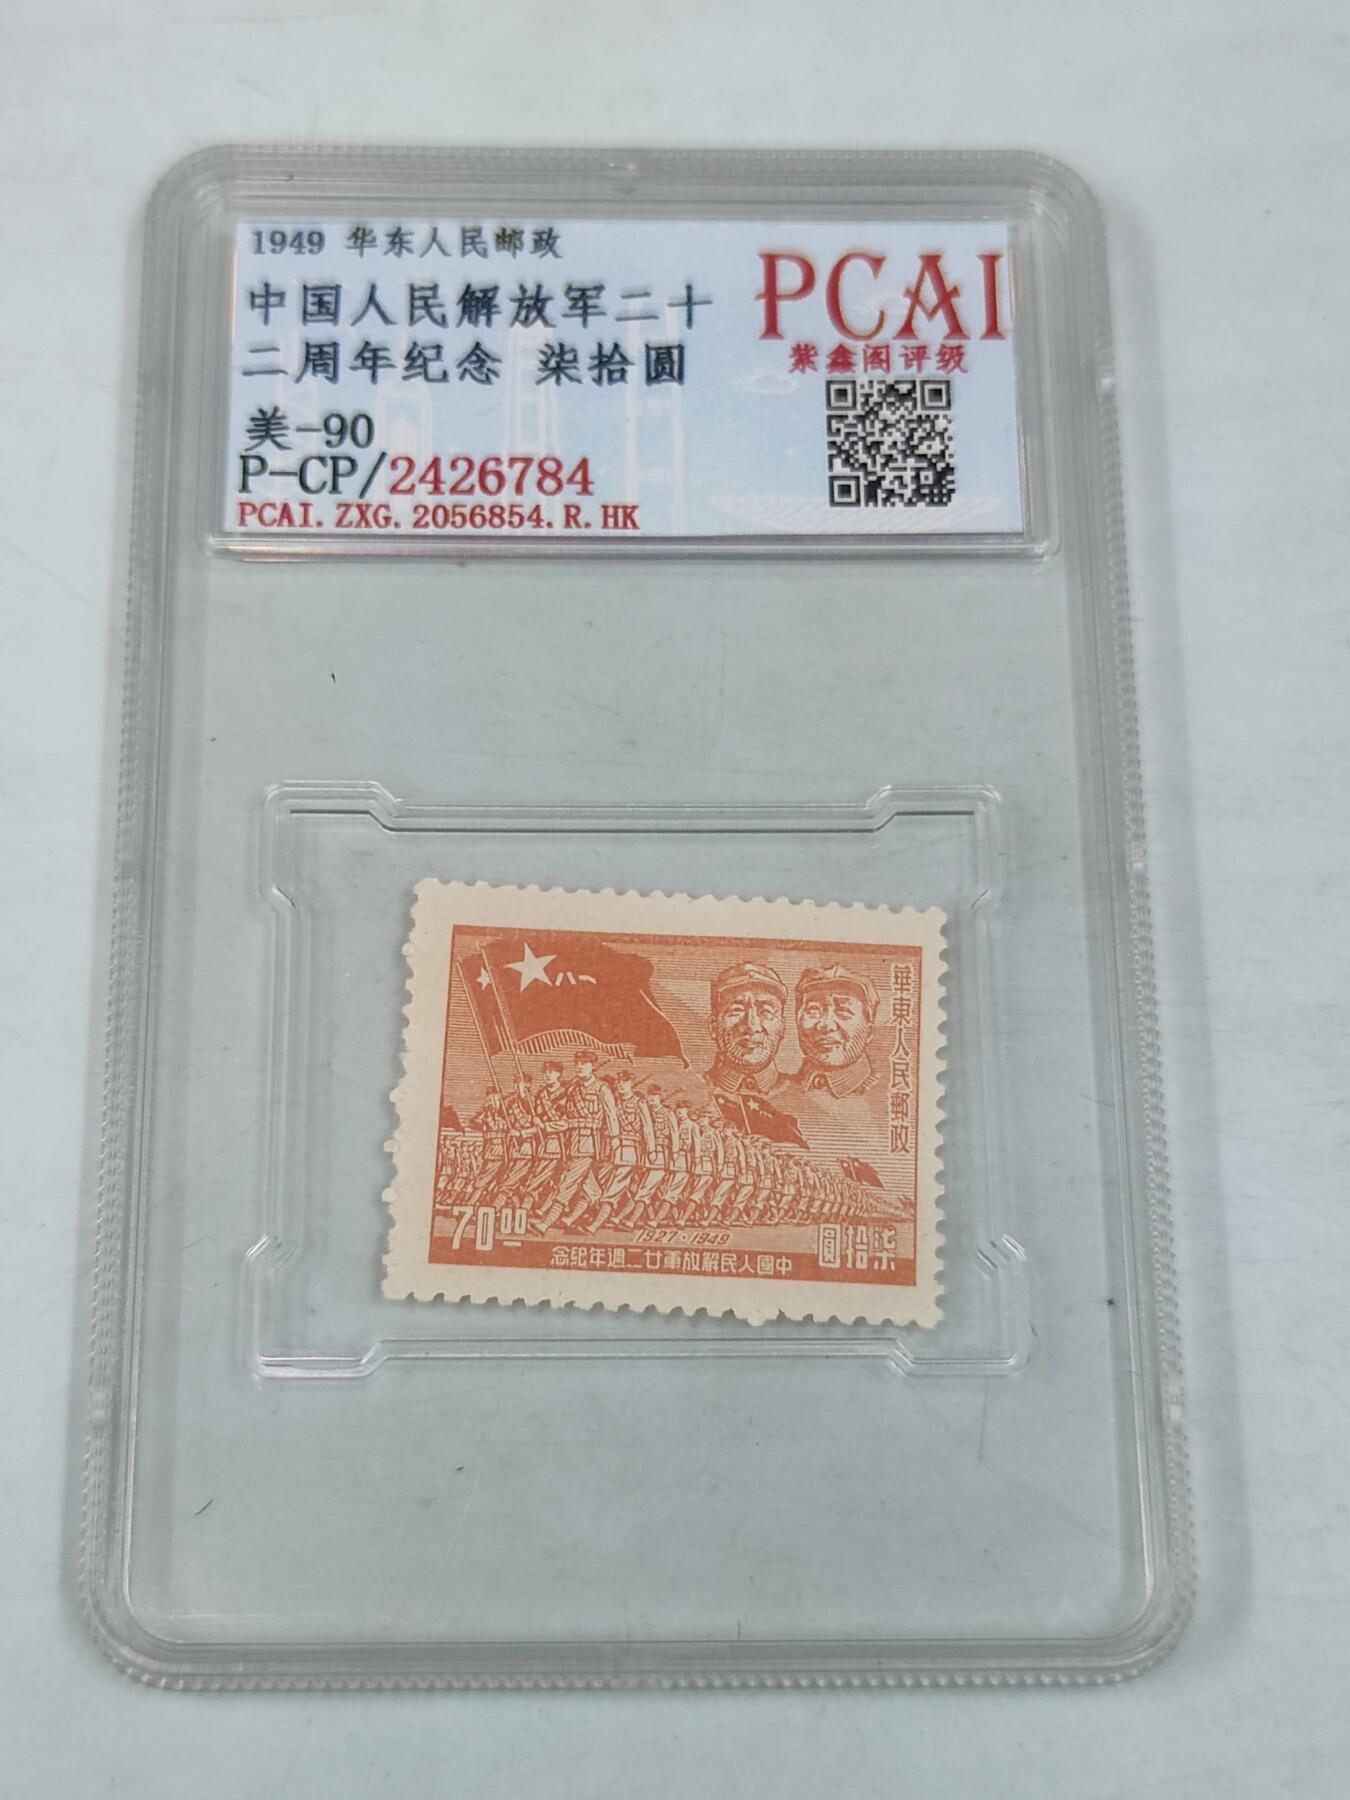 1949 华东人民邮政
中国人民解放军二十
二周年纪念 柒拾圆
美-90
P-CP/2426784
PCAI.ZXG.2056854.R.HK
PCAI
紫鑫阁评级
八一
華東人民郵政
70.00
1927·1949
柒拾圓
中國人民解放軍廿二週年紀念